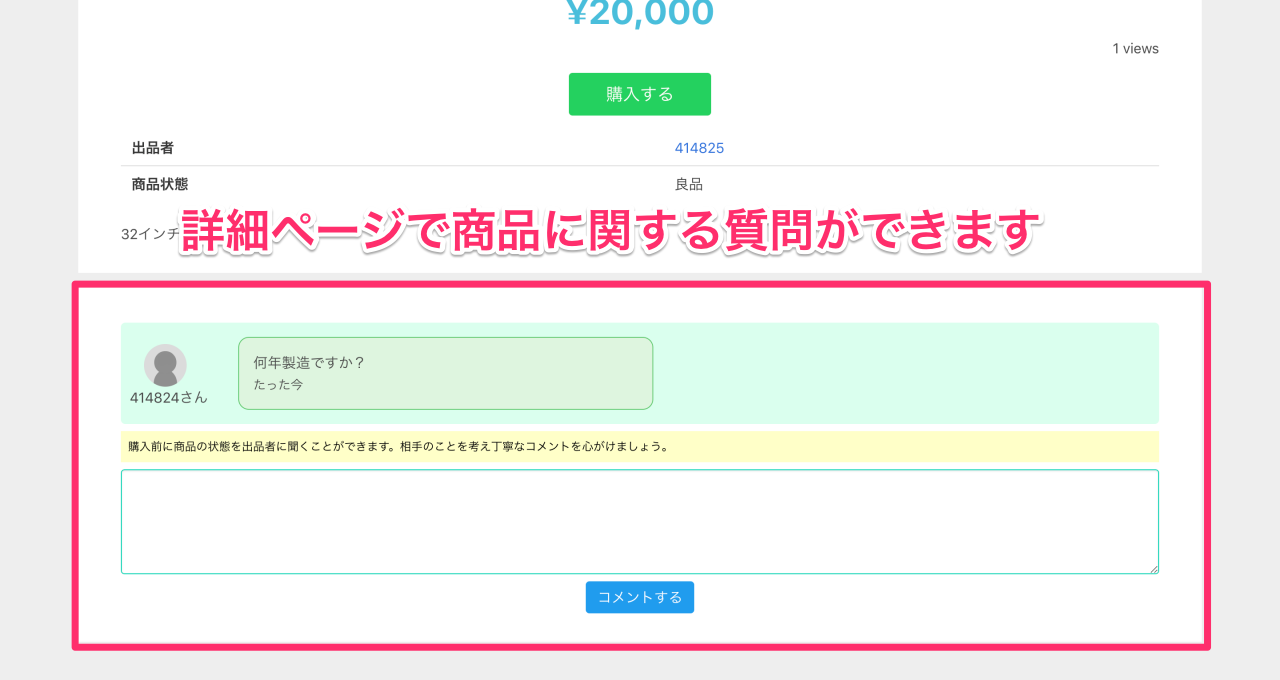 ¥20,000
1 views
購入する
出品者 414825
商品状態 良品
32インチ
詳細ページで商品に関する質問ができます
何年製造ですか？
たった今
414824さん
購入前に商品の状態を出品者に聞くことができます。相手のことを考え丁寧なコメントを心がけましょう。
コメントする